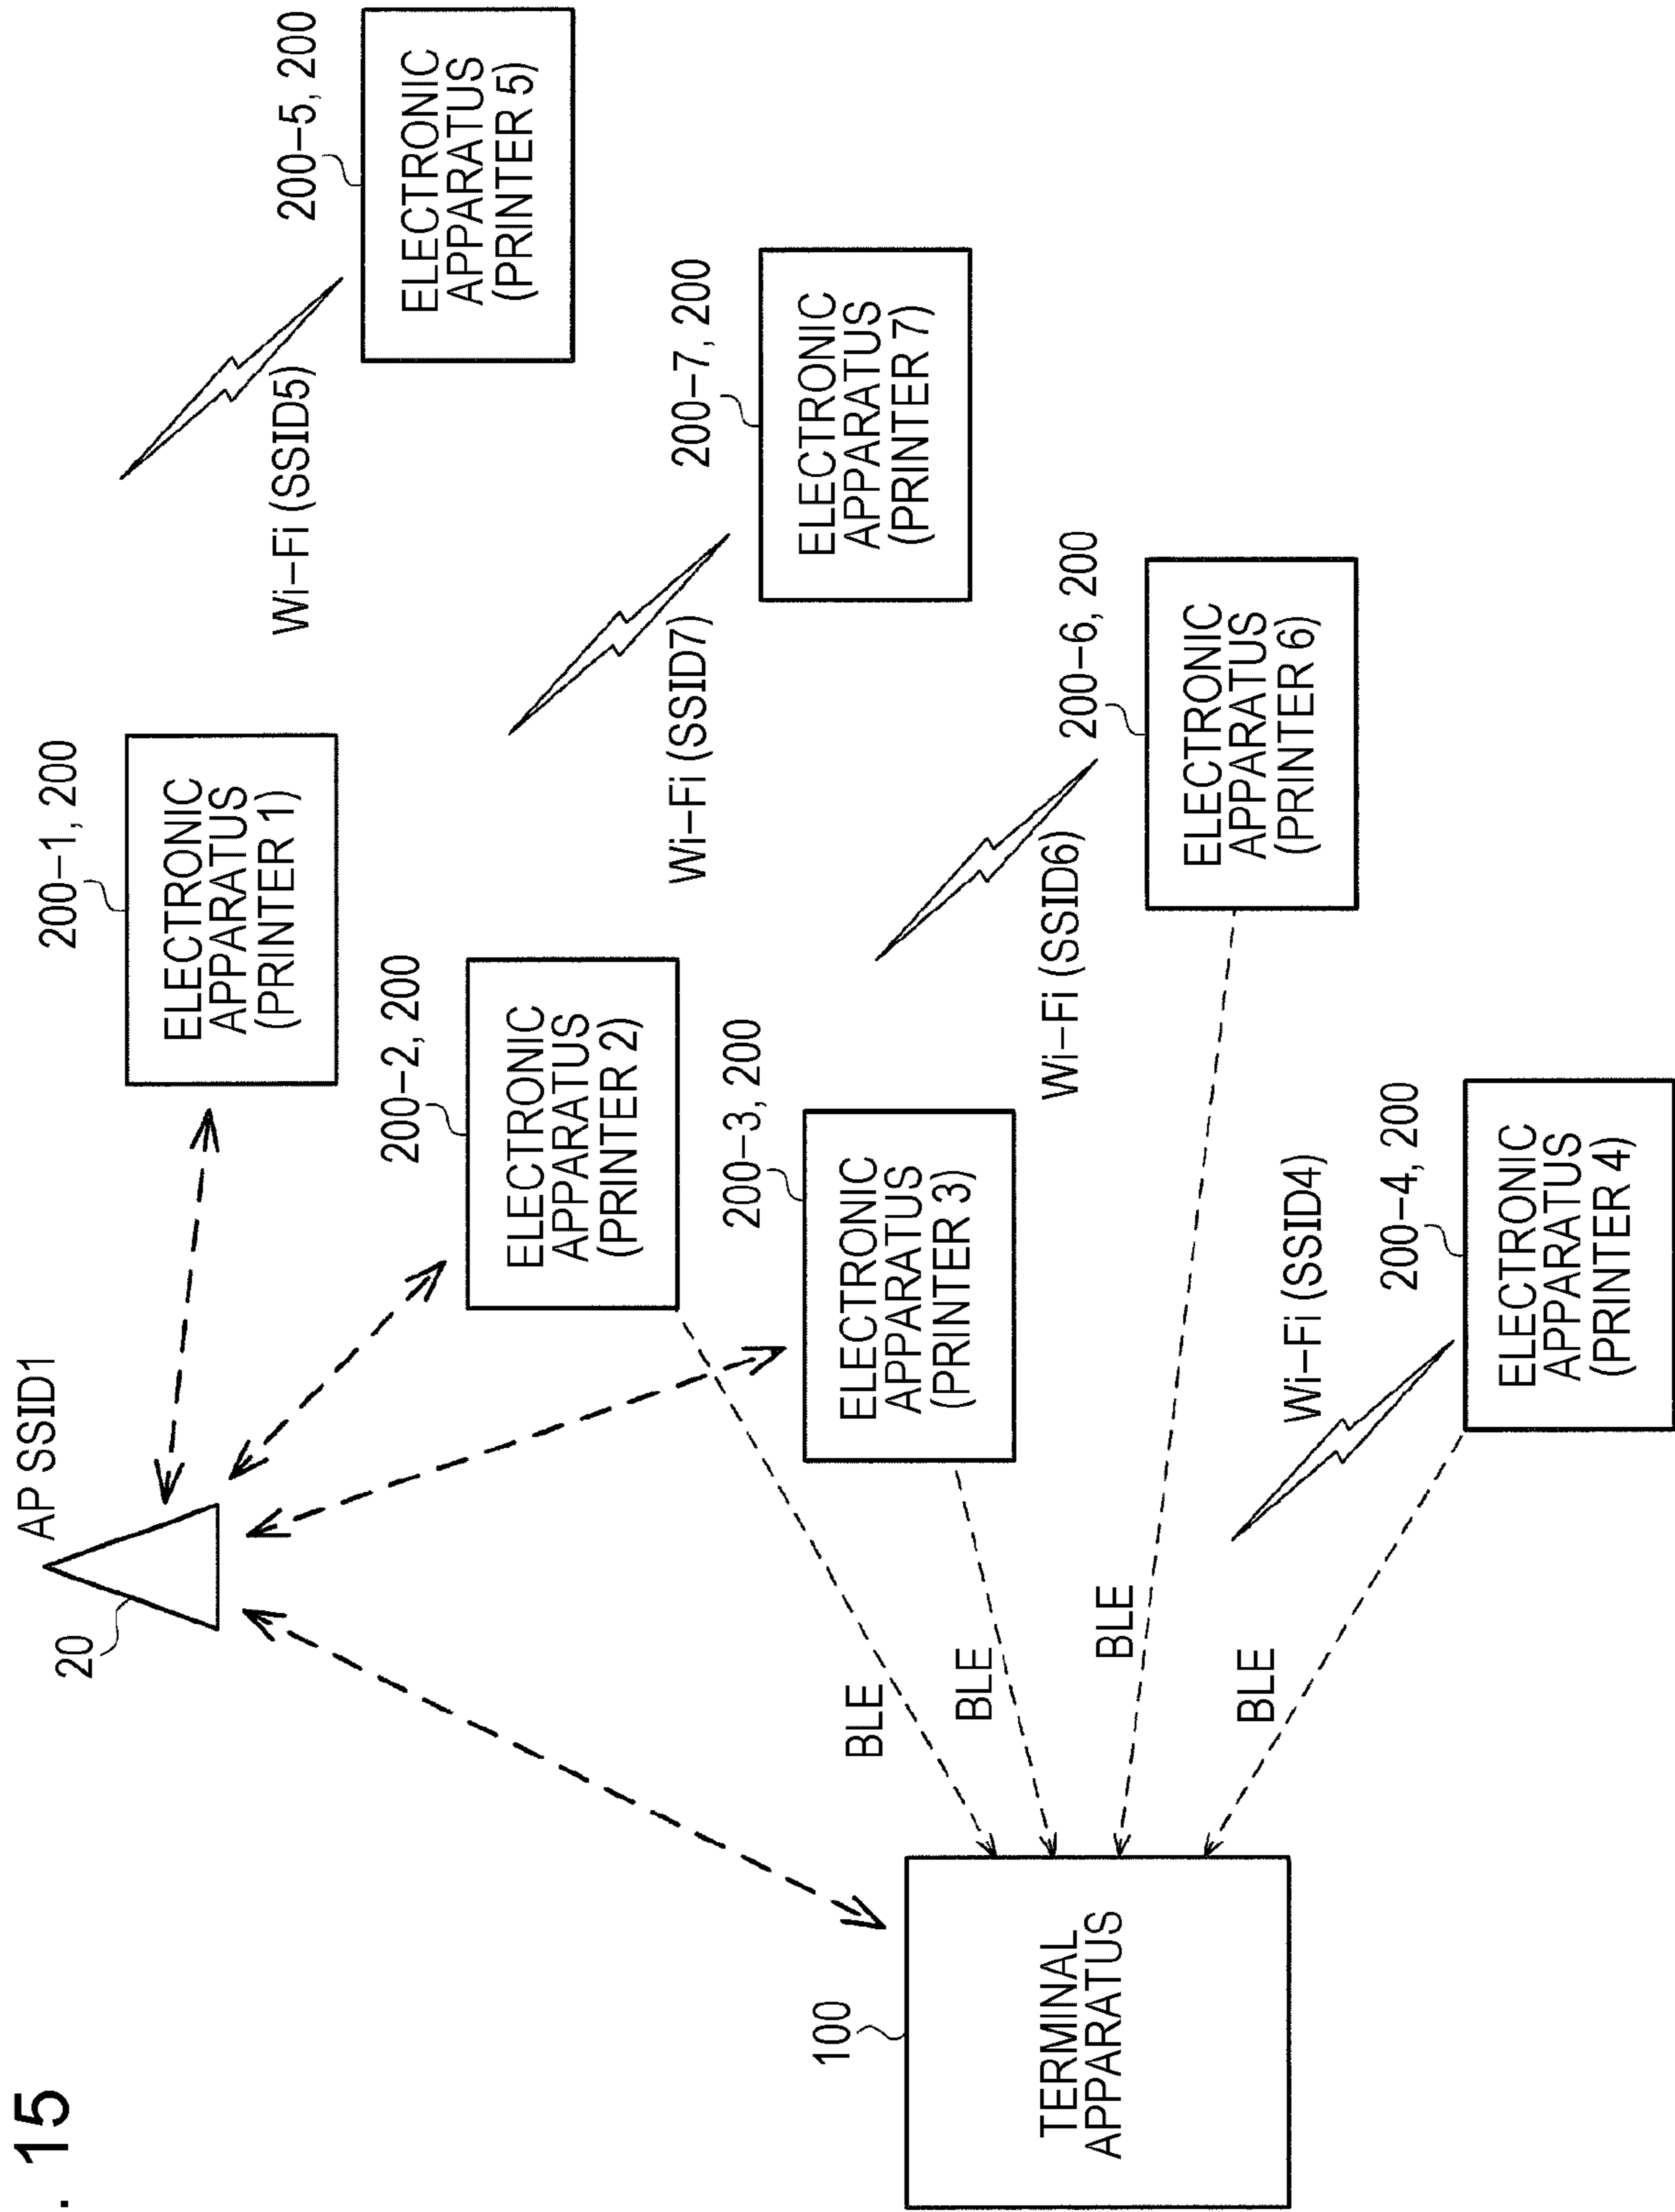 . 15
AP SSID1
20
200-1, 200
ELECTRONIC
APPARATUS
(PRINTER 1)
Wi-Fi (SSID5)
200-5, 200
ELECTRONIC
APPARATUS
(PRINTER 5)
200-2, 200
ELECTRONIC
APPARATUS
(PRINTER 2)
Wi-Fi (SSID7)
200-7, 200
ELECTRONIC
APPARATUS
(PRINTER 7)
200-3, 200
ELECTRONIC
APPARATUS
(PRINTER 3)
Wi-Fi (SSID6)
200-6, 200
ELECTRONIC
APPARATUS
(PRINTER 6)
100
TERMINAL
APPARATUS
BLE
BLE
BLE
BLE
Wi-Fi (SSID4)
200-4, 200
ELECTRONIC
APPARATUS
(PRINTER 4)